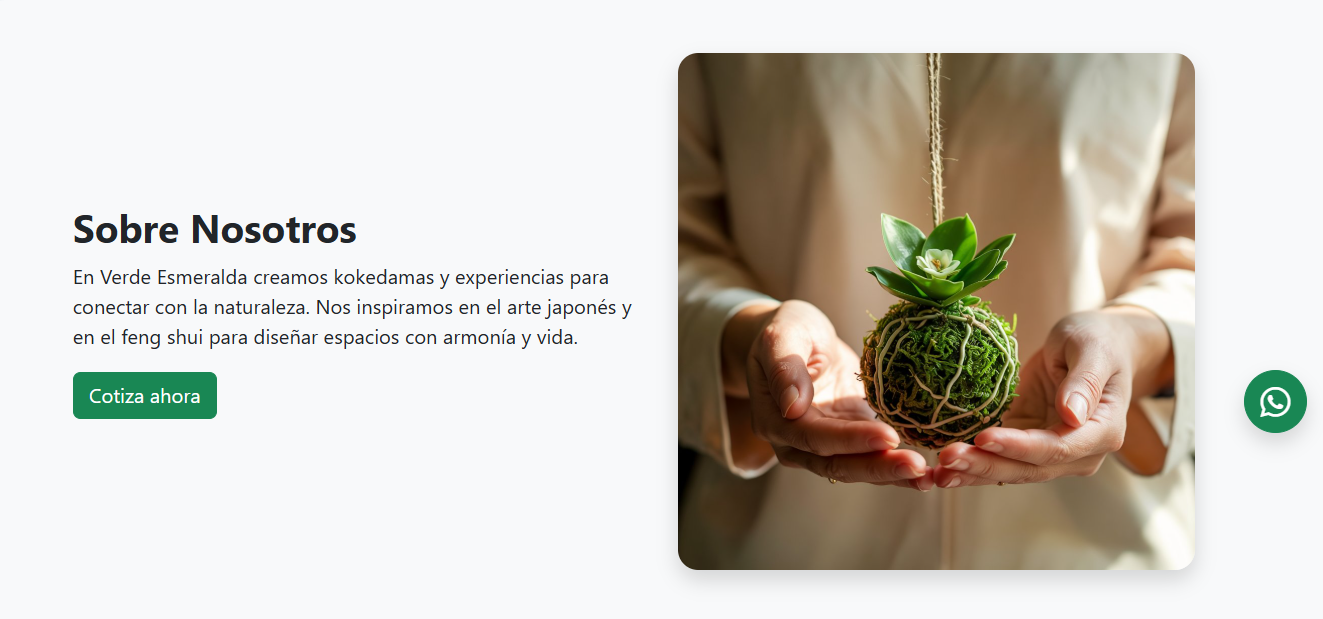 Sobre Nosotros
En Verde Esmeralda creamos kokedamas y experiencias para
conectar con la naturaleza. Nos inspiramos en el arte japonés y
en el feng shui para diseñar espacios con armonía y vida.
Cotiza ahora